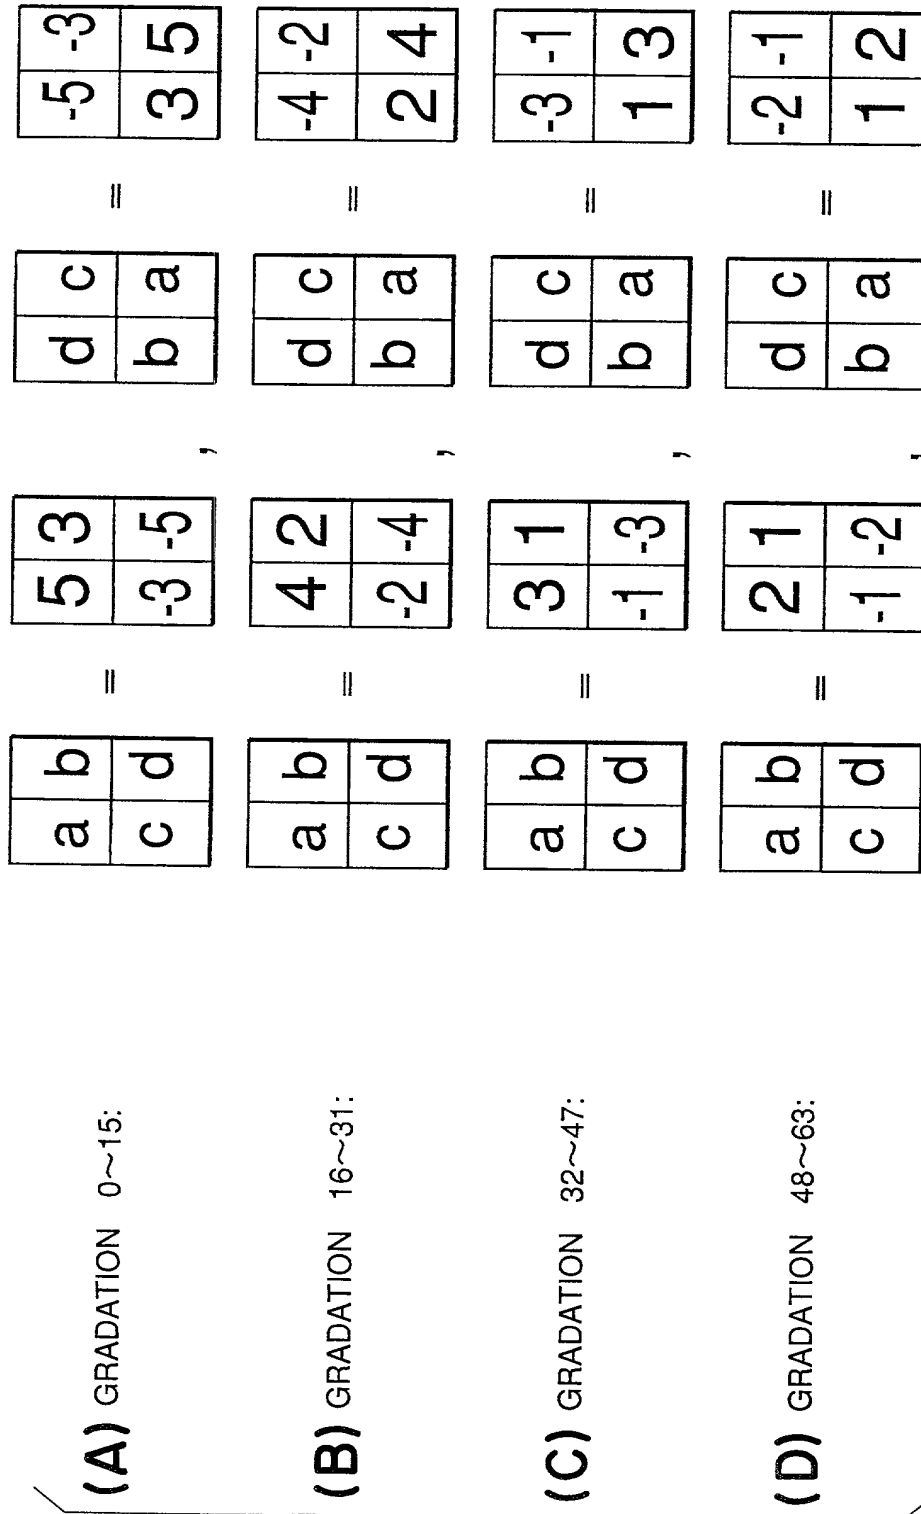 a b 5 3 d c -5 -3
(A) GRADATION 0~15: = , =
c d -3 -5 b a 3 5
a b 4 2 d c -4 -2
(B) GRADATION 16~31: = , =
c d -2 -4 b a 2 4
a b 3 1 d c -3 -1
(C) GRADATION 32~47: = , =
c d -1 -3 b a 1 3
a b 2 1 d c -2 -1
(D) GRADATION 48~63: = , =
c d -1 -2 b a 1 2